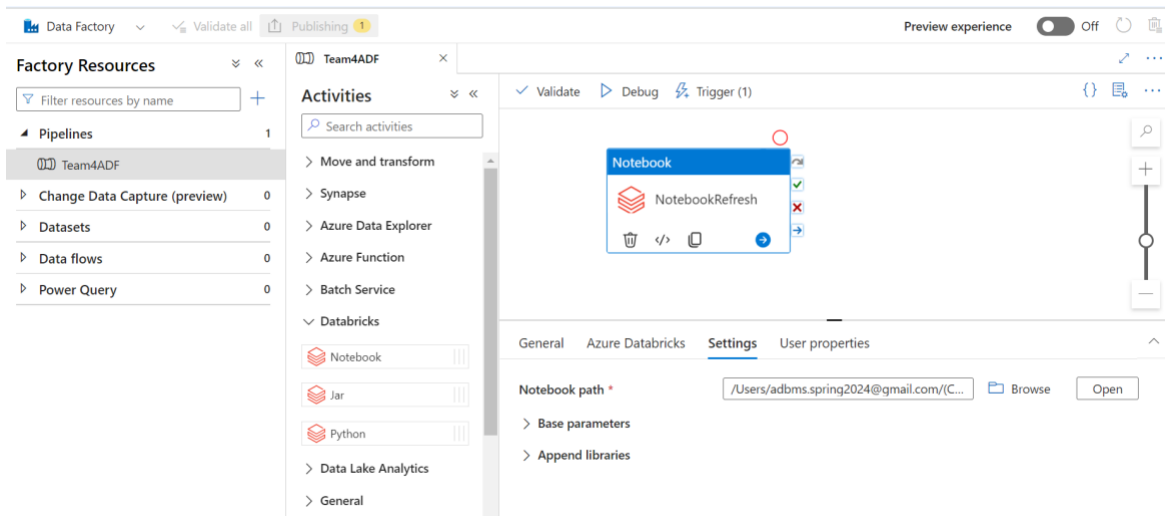 Data Factory
Validate all
Publishing 1
Preview experience
Off
Factory Resources
Filter resources by name
Pipelines 1
Team4ADF
Change Data Capture (preview) 0
Datasets 0
Data flows 0
Power Query 0
Team4ADF
Activities
Search activities
Move and transform
Synapse
Azure Data Explorer
Azure Function
Batch Service
Databricks
Notebook
Jar
Python
Data Lake Analytics
General
Validate
Debug
Trigger (1)
Notebook
NotebookRefresh
General
Azure Databricks
Settings
User properties
Notebook path *
/Users/adbms.spring2024@gmail.com/(C...
Browse
Open
Base parameters
Append libraries